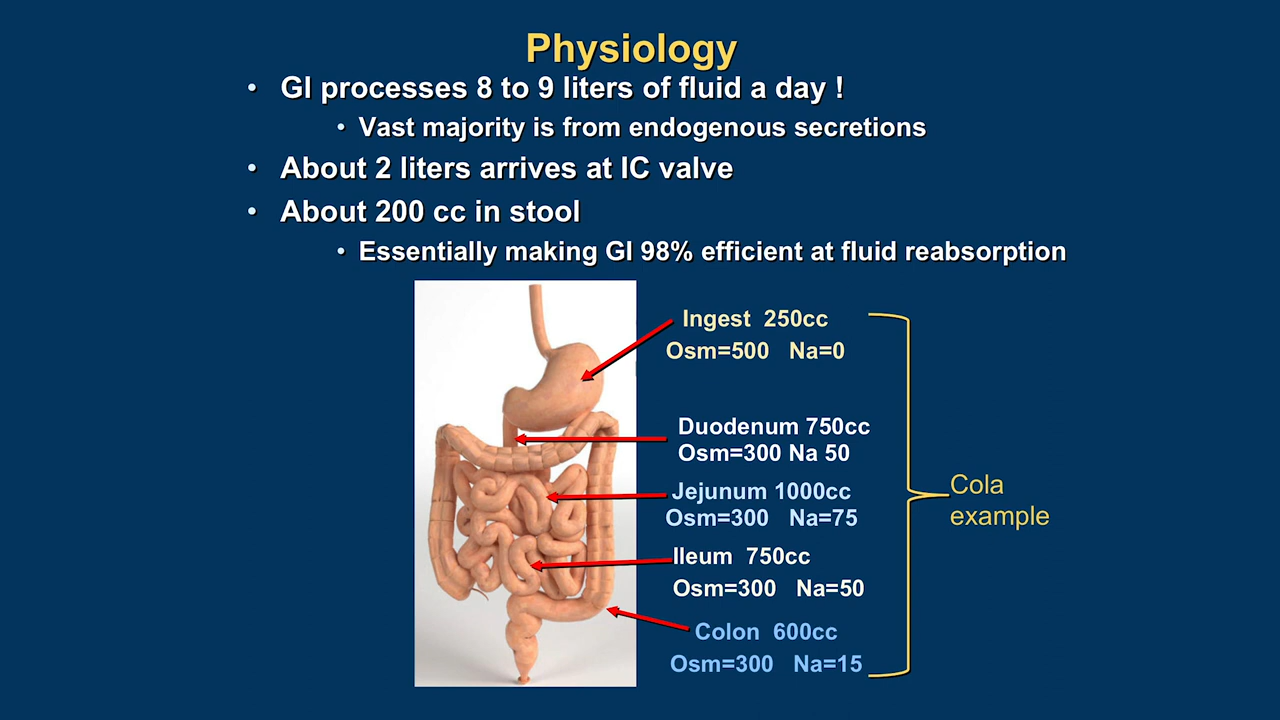 Physiology
• GI processes 8 to 9 liters of fluid a day !
• Vast majority is from endogenous secretions
• About 2 liters arrives at IC valve
• About 200 cc in stool
• Essentially making GI 98% efficient at fluid reabsorption
Ingest 250cc
Osm=500 Na=0
Duodenum 750cc
Osm=300 Na 50
Jejunum 1000cc
Osm=300 Na=75
Ileum 750cc
Osm=300 Na=50
Colon 600cc
Osm=300 Na=15
Cola
example